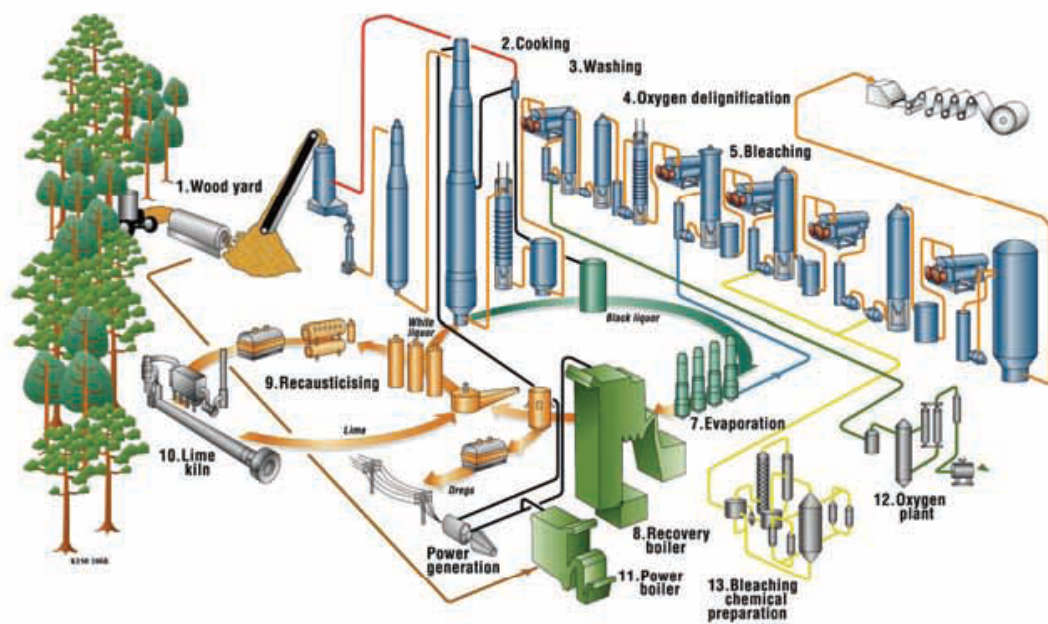 2.Cooking
3.Washing
4.Oxygen delignification
5.Bleaching
1.Wood yard
White
liquor
Black liquor
9.Recausticising
7.Evaporation
Lime
10.Lime
kiln
Dregs
12.Oxygen
plant
8.Recovery
boiler
Power
generation
11.Power
boiler
13.Bleaching
chemical
preparation